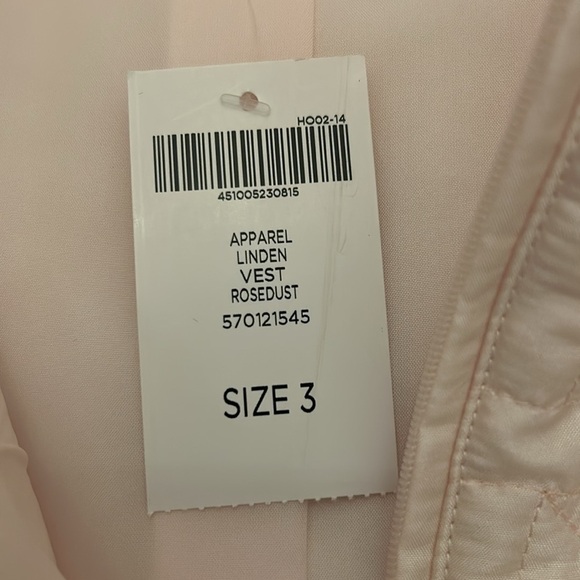 HO02-14
451005230815
APPAREL
LINDEN
VEST
ROSEDUST
570121545
SIZE 3